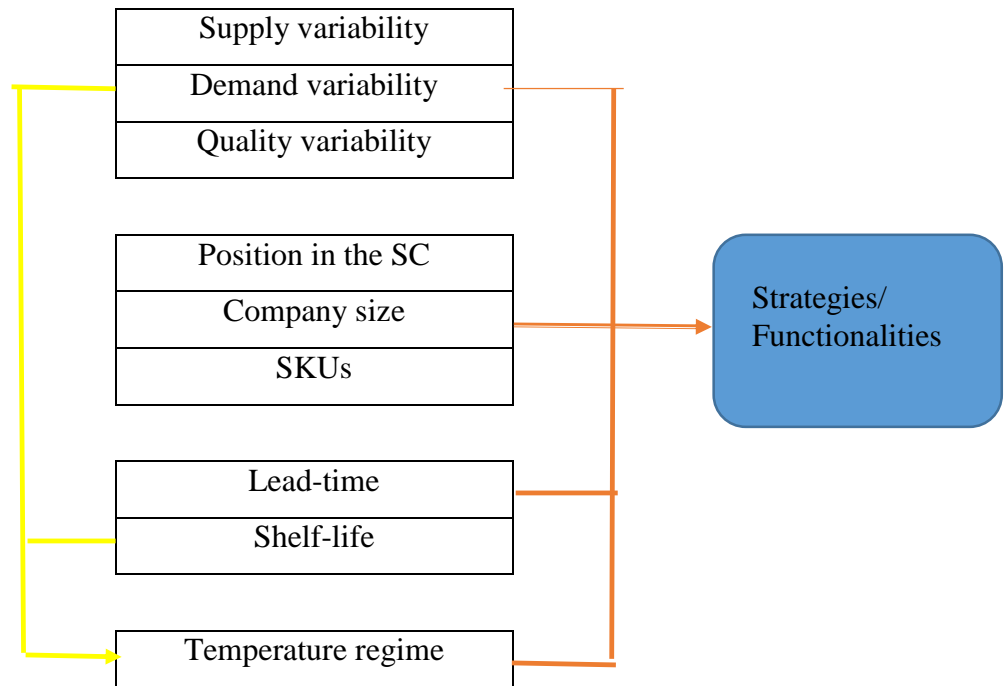 Supply variability
Demand variability
Quality variability
Position in the SC
Company size
SKUs
Strategies/
Functionalities
Lead-time
Shelf-life
Temperature regime